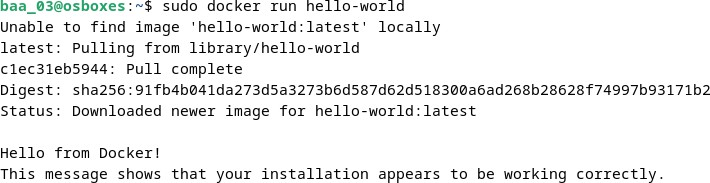 baa_03@osboxes:~$ sudo docker run hello-world
Unable to find image 'hello-world:latest' locally
latest: Pulling from library/hello-world
c1ec31eb5944: Pull complete
Digest: sha256:91fb4b041da273d5a3273b6d587d62d518300a6ad268b28628f74997b93171b2
Status: Downloaded newer image for hello-world:latest

Hello from Docker!
This message shows that your installation appears to be working correctly.